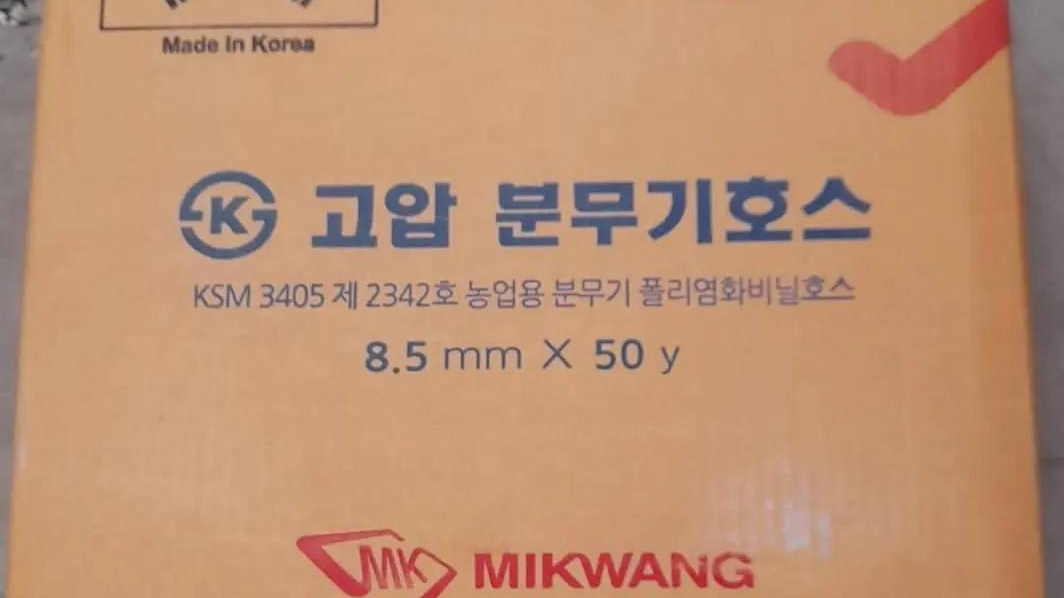 Made In Korea
K 고압 분무기호스
KSM 3405 제 2342호 농업용 분무기 폴리염화비닐호스
8.5 mm X 50 y
MK MIKWANG